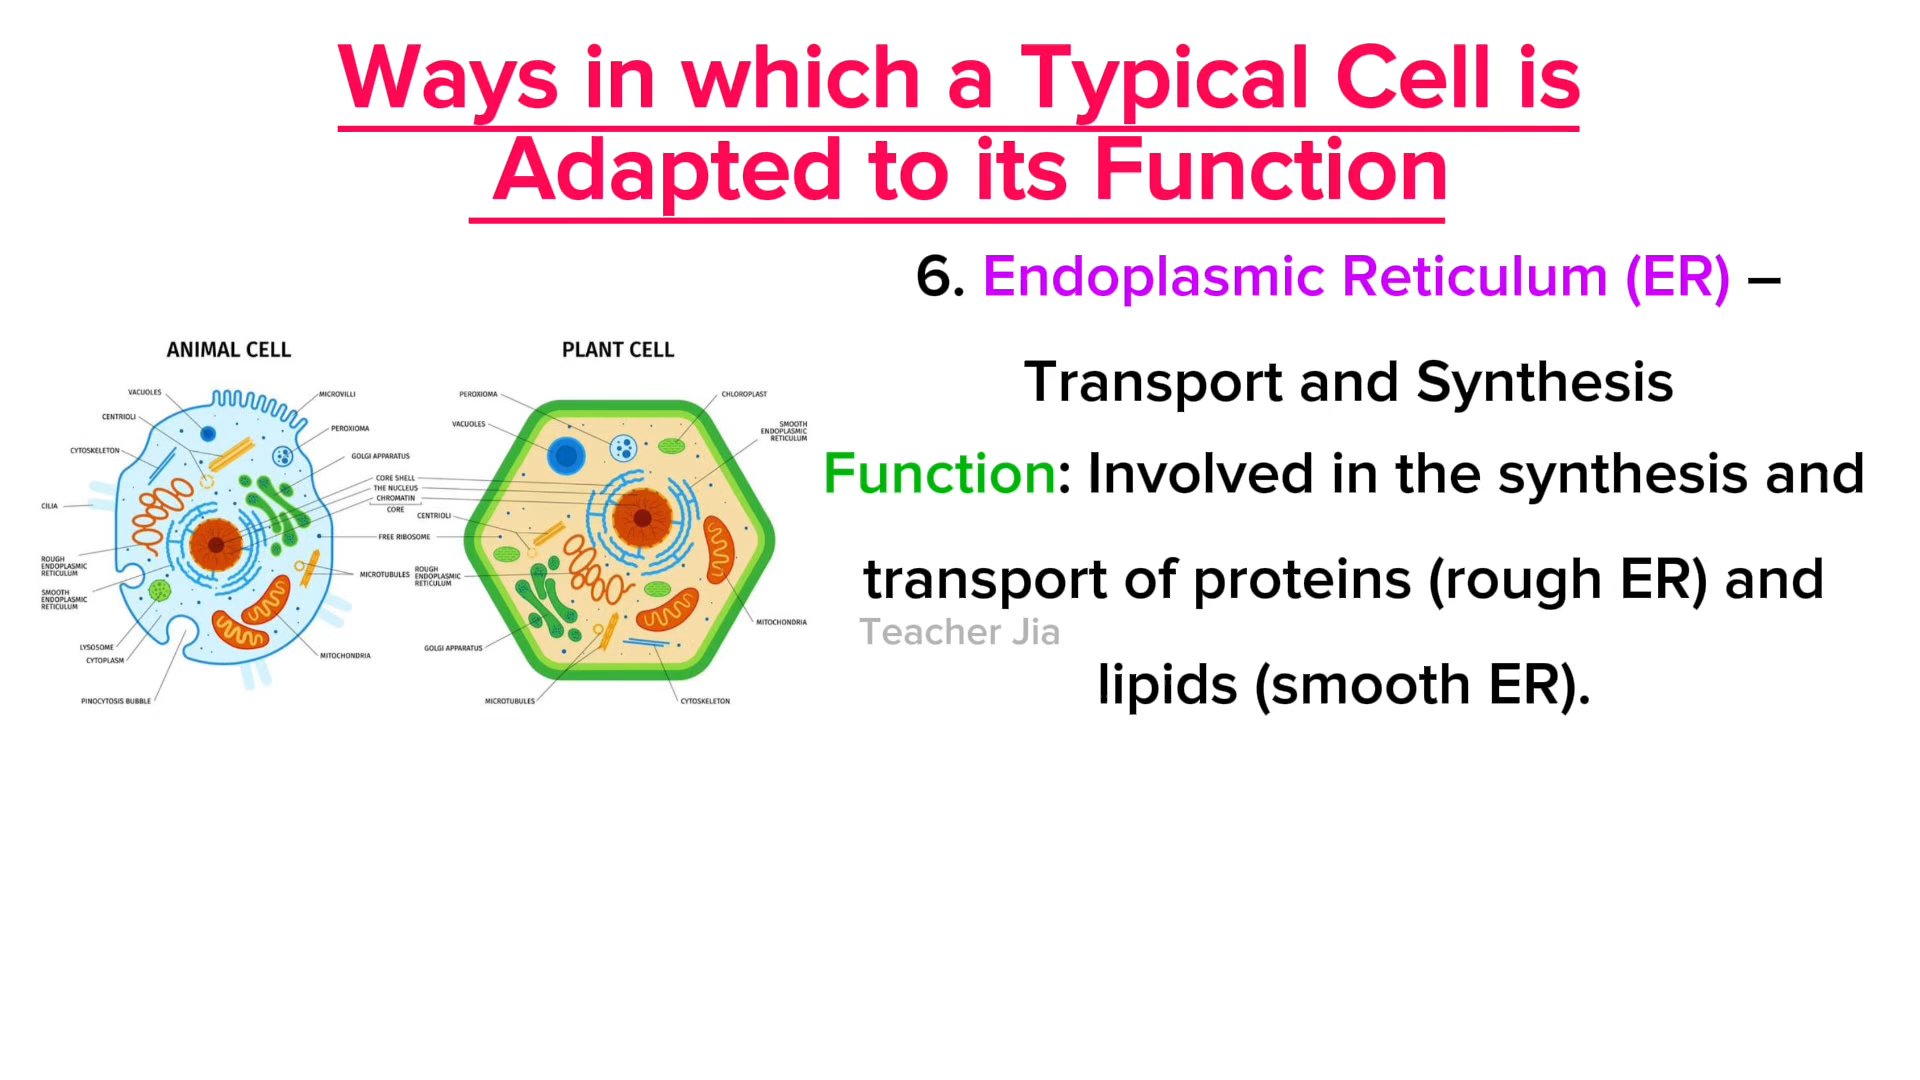 Ways in which a Typical Cell is
Adapted to its Function
6. Endoplasmic Reticulum (ER) –
Transport and Synthesis
Function: Involved in the synthesis and
transport of proteins (rough ER) and
Teacher Jia
lipids (smooth ER).
ANIMAL CELL
VACUOLES
CENTRIOLI
CYTOSKELETON
CILIA
ROUGH
ENDOPLASMIC
RETICULUM
SMOOTH
ENDOPLASMIC
RETICULUM
LYSOSOME
CYTOPLASM
PINOCYTOSIS BUBBLE
MICROVILLI
PEROXIOMA
GOLGI APPARATUS
CORE SHELL
THE NUCLEUS
CHROMATIN
CORE
FREE RIBOSOME
MICROTUBULES
MITOCHONDRIA
PLANT CELL
PEROXIOMA
VACUOLES
CENTRIOLI
ROUGH
ENDOPLASMIC
RETICULUM
GOLGI APPARATUS
MICROTUBULES
CHLOROPLAST
SMOOTH
ENDOPLASMIC
RETICULUM
MITOCHONDRIA
CYTOSKELETON